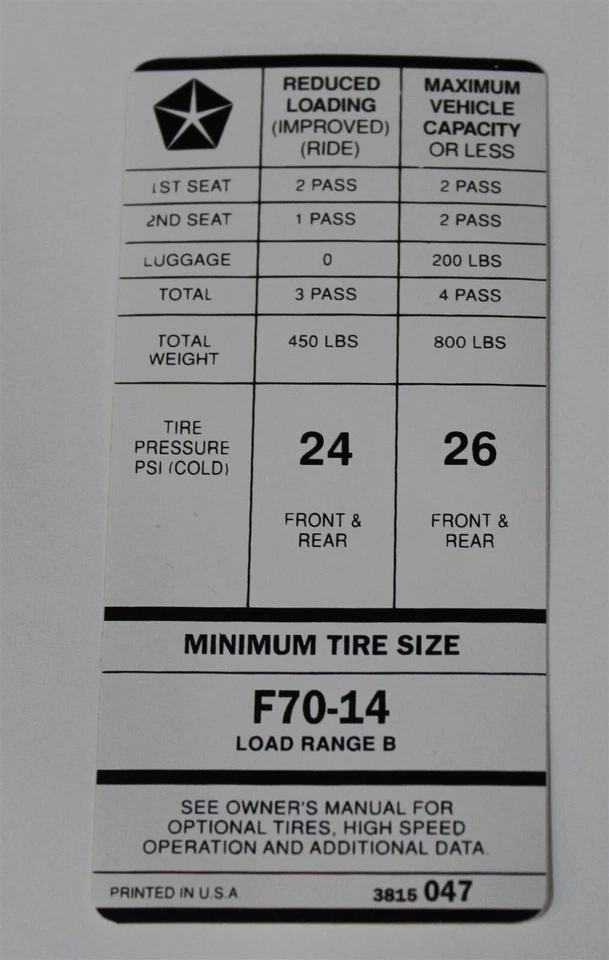 REDUCED
LOADING
(IMPROVED)
(RIDE)
MAXIMUM
VEHICLE
CAPACITY
OR LESS
1ST SEAT 2 PASS 2 PASS
2ND SEAT 1 PASS 2 PASS
LUGGAGE 0 200 LBS
TOTAL 3 PASS 4 PASS
TOTAL
WEIGHT
450 LBS 800 LBS
TIRE
PRESSURE
PSI (COLD)
24
FRONT &
REAR
26
FRONT &
REAR
MINIMUM TIRE SIZE
F70-14
LOAD RANGE B
SEE OWNER'S MANUAL FOR
OPTIONAL TIRES, HIGH SPEED
OPERATION AND ADDITIONAL DATA.
PRINTED IN U.S.A 3815 047